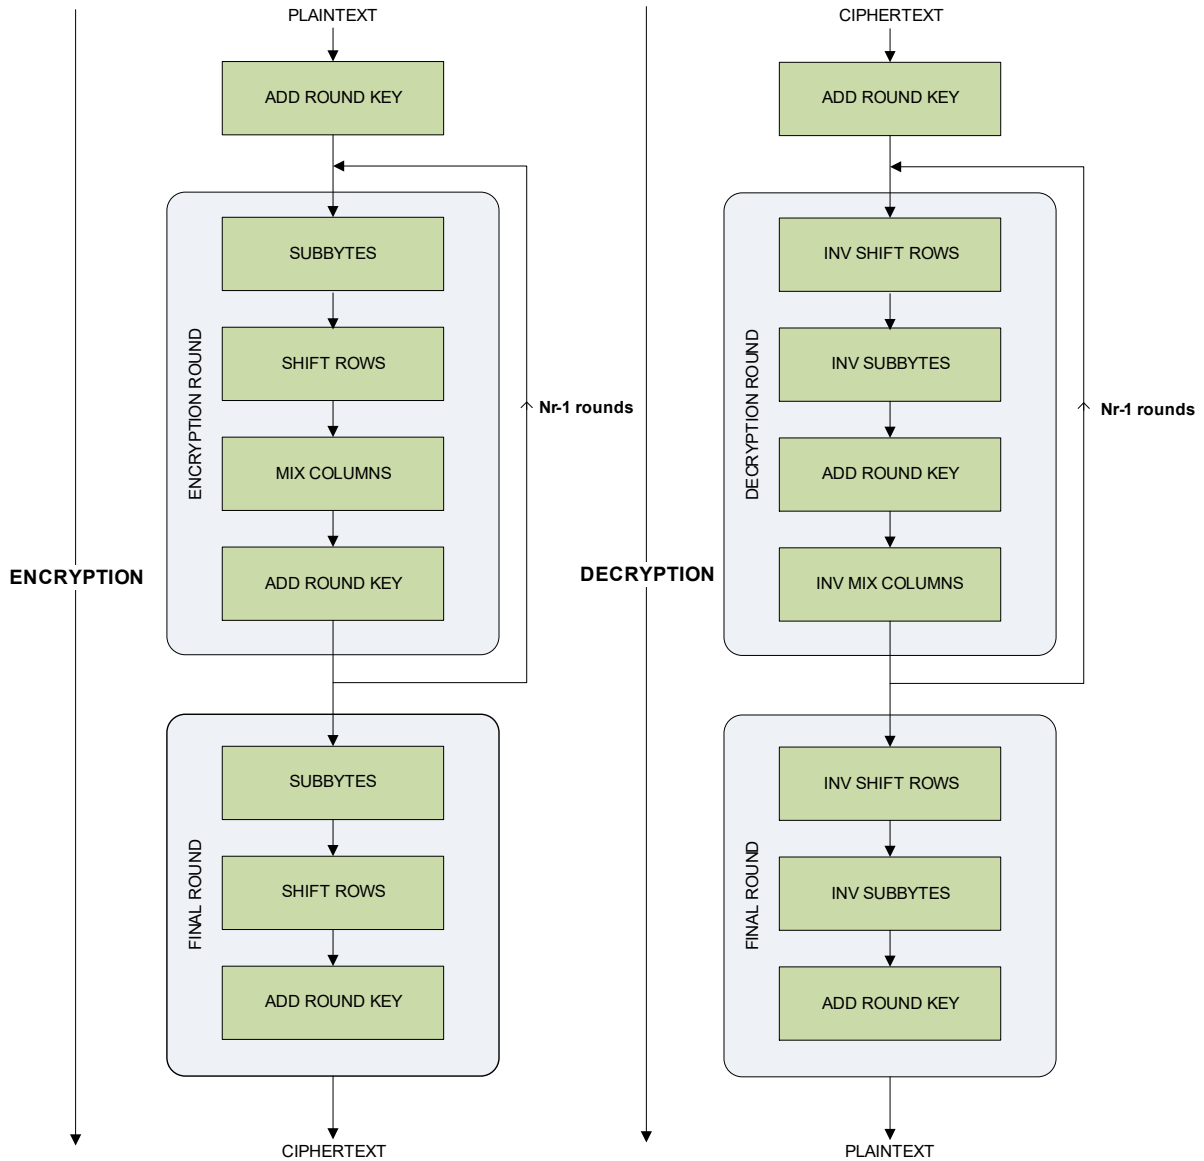 PLAINTEXT
ADD ROUND KEY
SUBBYTES
SHIFT ROWS
MIX COLUMNS
ADD ROUND KEY
ENCRYPTION ROUND
Nr-1 rounds
ENCRYPTION
SUBBYTES
SHIFT ROWS
ADD ROUND KEY
FINAL ROUND
CIPHERTEXT
CIPHERTEXT
ADD ROUND KEY
INV SHIFT ROWS
INV SUBBYTES
ADD ROUND KEY
INV MIX COLUMNS
DECRYPTION ROUND
Nr-1 rounds
DECRYPTION
INV SHIFT ROWS
INV SUBBYTES
ADD ROUND KEY
FINAL ROUND
PLAINTEXT